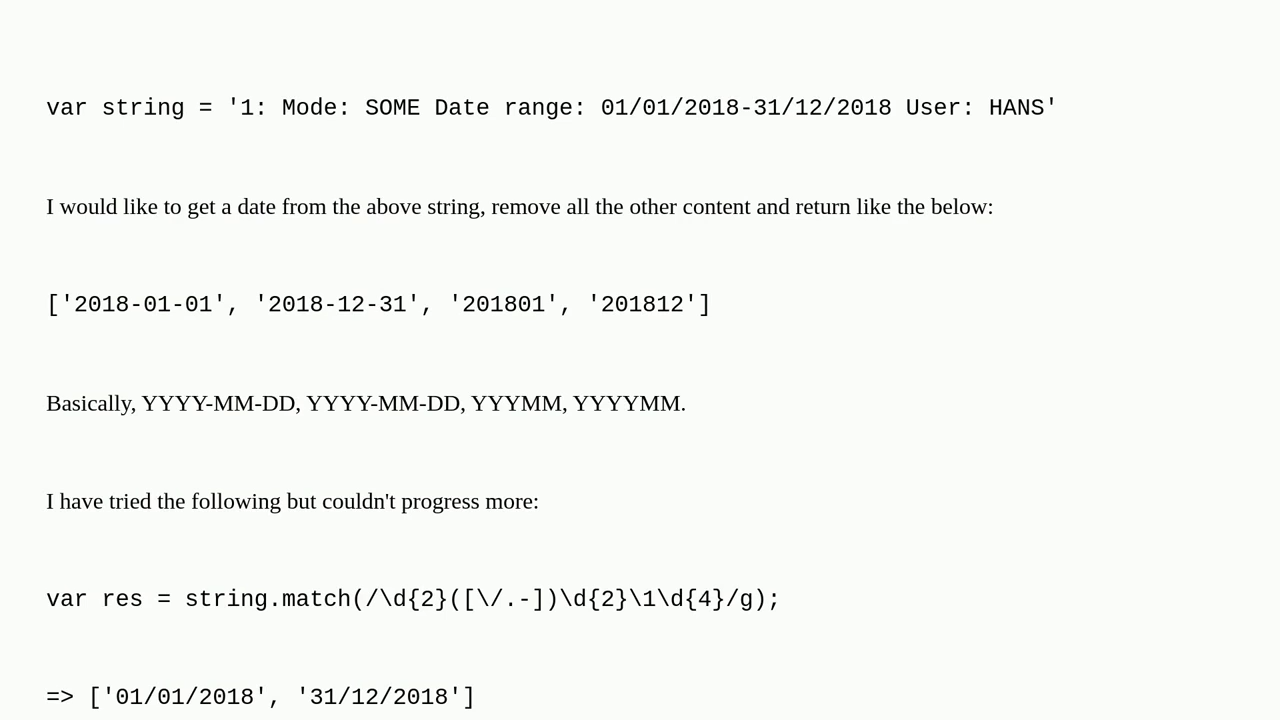 var string = '1: Mode: SOME Date range: 01/01/2018-31/12/2018 User: HANS'
I would like to get a date from the above string, remove all the other content and return like the below:
['2018-01-01', '2018-12-31', '201801', '201812']
Basically, YYYY-MM-DD, YYYY-MM-DD, YYYMM, YYYYMM.
I have tried the following but couldn't progress more:
var res = string.match(/\d{2}([\/.-])\d{2}\1\d{4}/g);
=> ['01/01/2018', '31/12/2018']